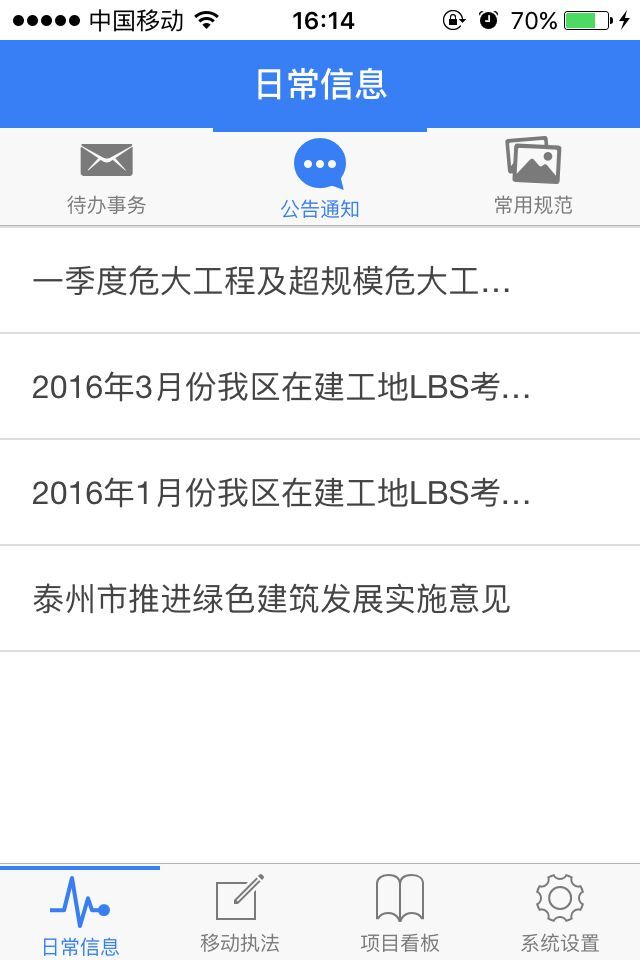 中国移动 16:14 70%
日常信息
待办事务 公告通知 常用规范
一季度危大工程及超规模危大工...
2016年3月份我区在建工地LBS考...
2016年1月份我区在建工地LBS考...
泰州市推进绿色建筑发展实施意见
日常信息 移动执法 项目看板 系统设置